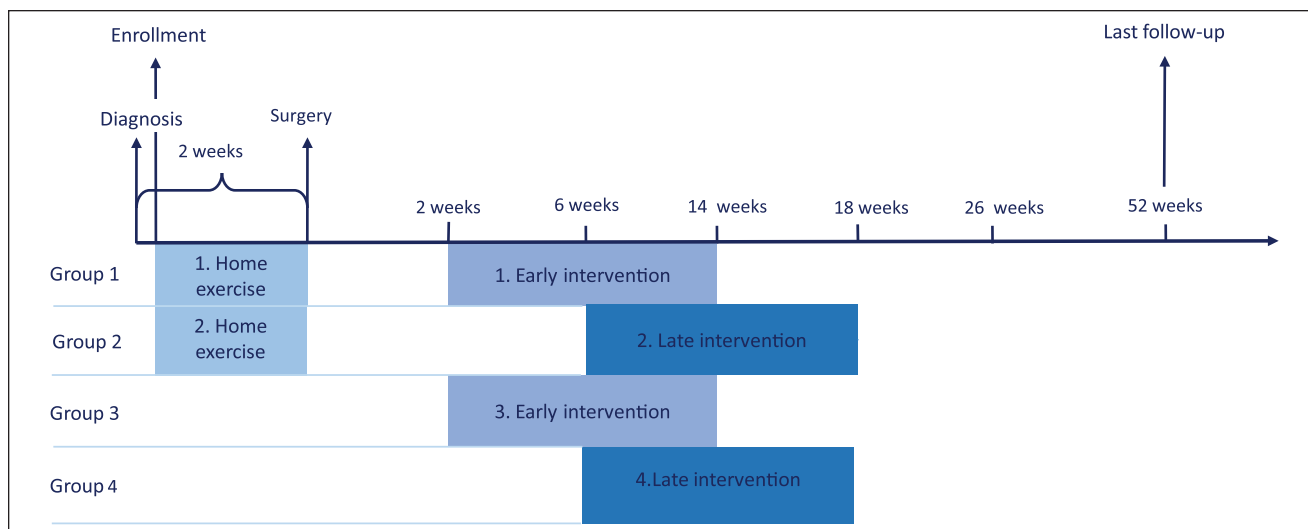 Enrollment
Last follow-up
Diagnosis
Surgery
2 weeks
2 weeks
6 weeks
14 weeks
18 weeks
26 weeks
52 weeks
Group 1
1. Home
exercise
1. Early intervention
Group 2
2. Home
exercise
2. Late intervention
Group 3
3. Early intervention
Group 4
4.Late intervention